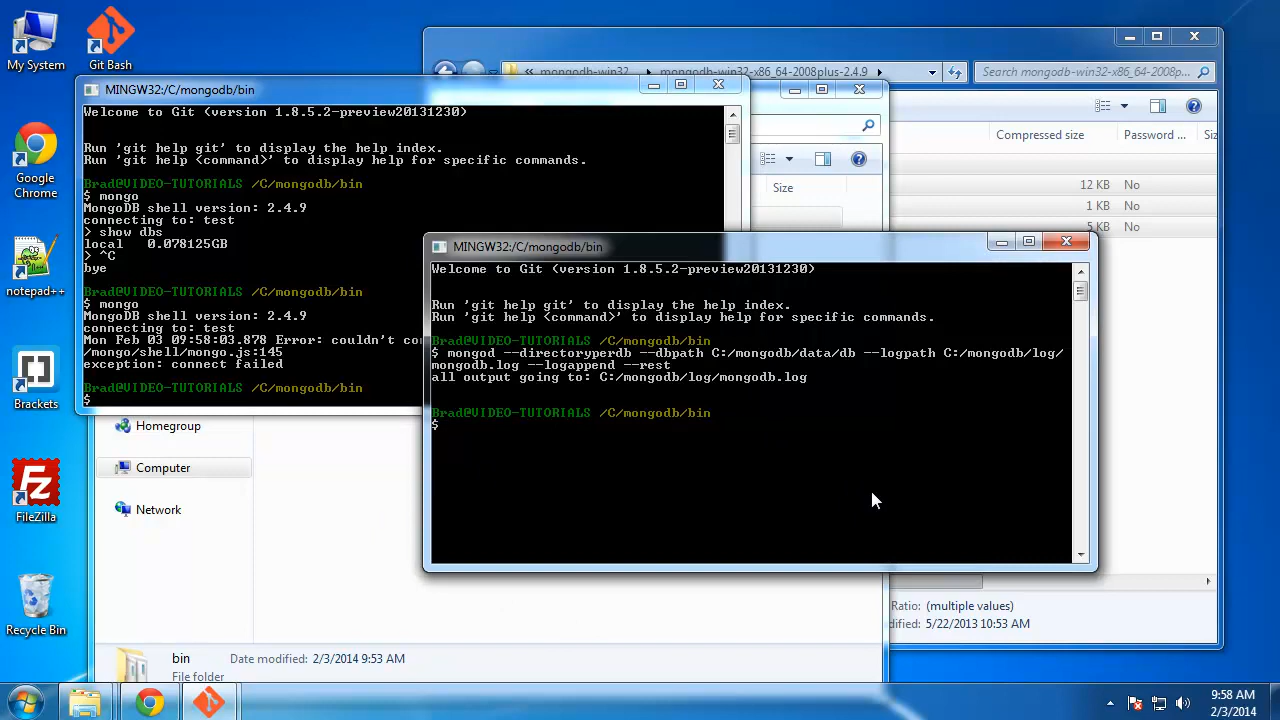 My System
Git Bash
Google
Chrome
notepad++
Brackets
FileZilla
Recycle Bin
mongodb-win32
mongodb-win32-x86_64-2008plus-2.4.9
Search mongodb-win32-x86_64-2008p...
Compressed size
Password ...
Siz
12 KB
No
1 KB
No
5 KB
No
Ratio: (multiple values)
dified: 5/22/2013 10:53 AM
Size
Homegroup
Computer
Network
bin
Date modified: 2/3/2014 9:53 AM
File folder
MINGW32:/C/mongodb/bin
Welcome to Git (version 1.8.5.2-preview20131230)
Run 'git help git' to display the help index.
Run 'git help <command>' to display help for specific commands.
Brad@VIDEO-TUTORIALS /C/mongodb/bin
$ mongo
MongoDB shell version: 2.4.9
connecting to: test
> show dbs
local 0.078125GB
> ^C
bye
Brad@VIDEO-TUTORIALS /C/mongodb/bin
$ mongo
MongoDB shell version: 2.4.9
connecting to: test
Mon Feb 03 09:58:03.878 Error: couldn't co
/mongo/shell/mongo.js:145
exception: connect failed
Brad@VIDEO-TUTORIALS /C/mongodb/bin
$
MINGW32:/C/mongodb/bin
Welcome to Git (version 1.8.5.2-preview20131230)
Run 'git help git' to display the help index.
Run 'git help <command>' to display help for specific commands.
Brad@VIDEO-TUTORIALS /C/mongodb/bin
$ mongod --directoryperdb --dbpath C:/mongodb/data/db --logpath C:/mongodb/log/
mongodb.log --logappend --rest
all output going to: C:/mongodb/log/mongodb.log
Brad@VIDEO-TUTORIALS /C/mongodb/bin
$
9:58 AM
2/3/2014